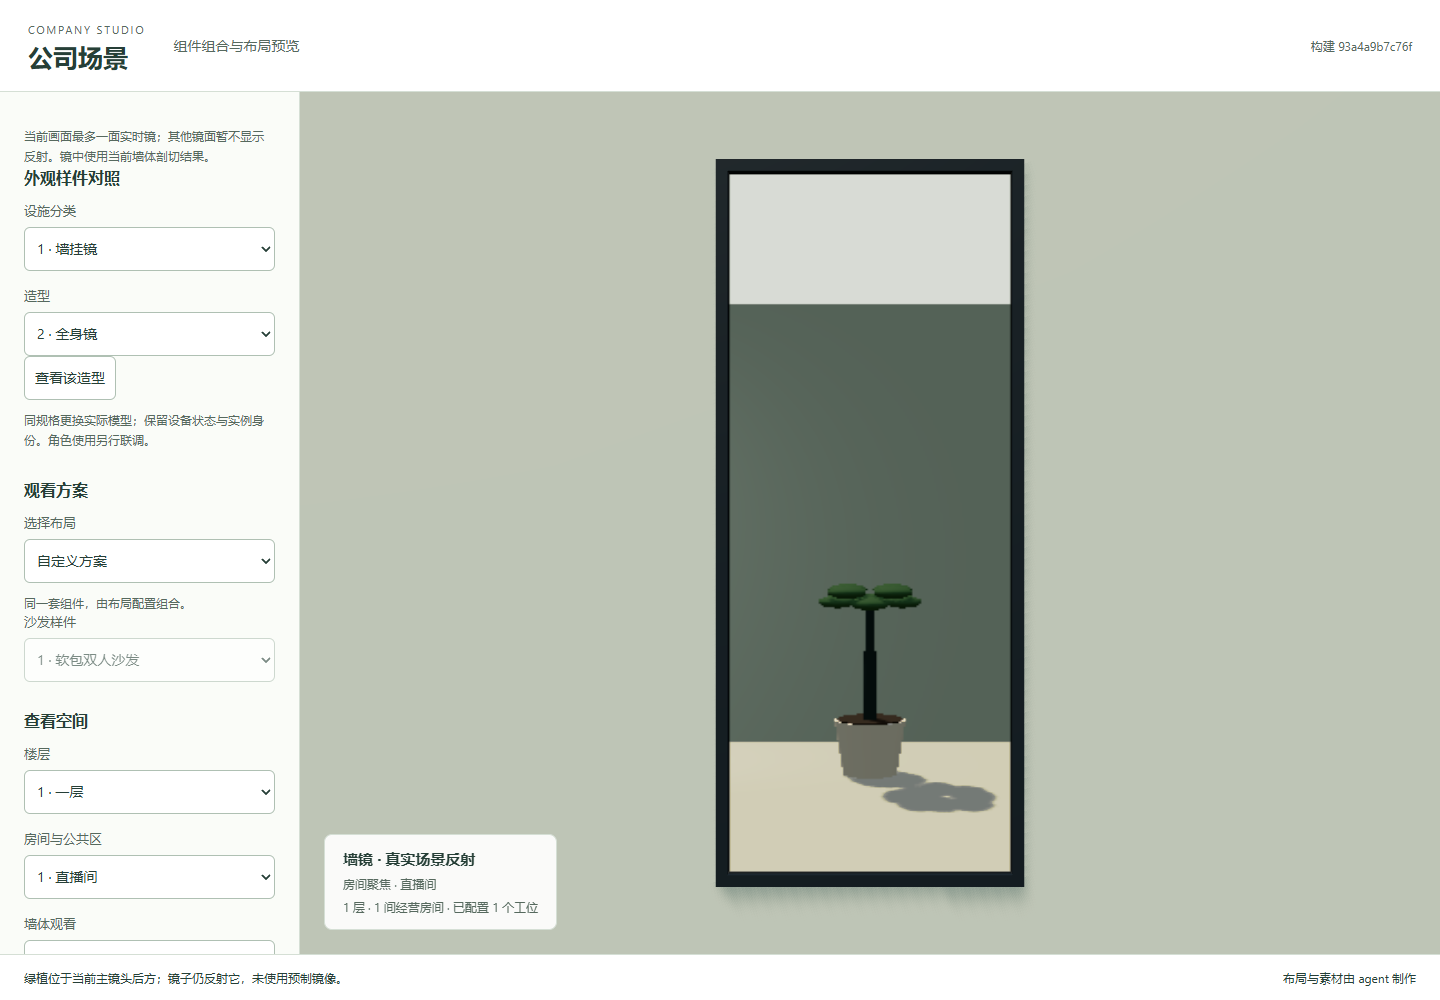 COMPANY STUDIO
公司场景
组件组合与布局预览
构建 93a4a9b7c76f
当前画面最多一面实时镜；其他镜面暂不显示
反射。镜中使用当前墙体剖切结果。
外观样件对照
设施分类
1 · 墙挂镜
造型
2 · 全身镜
查看该造型
同规格更换实际模型；保留设备状态与实例身
份。角色使用另行联调。
观看方案
选择布局
自定义方案
同一套组件，由布局配置组合。
沙发样件
1 · 软包双人沙发
查看空间
楼层
1 · 一层
房间与公共区
1 · 直播间
墙体观看
墙镜 · 真实场景反射
房间聚焦 · 直播间
1 层 · 1 间经营房间 · 已配置 1 个工位
绿植位于当前主镜头后方；镜子仍反射它，未使用预制镜像。
布局与素材由 agent 制作